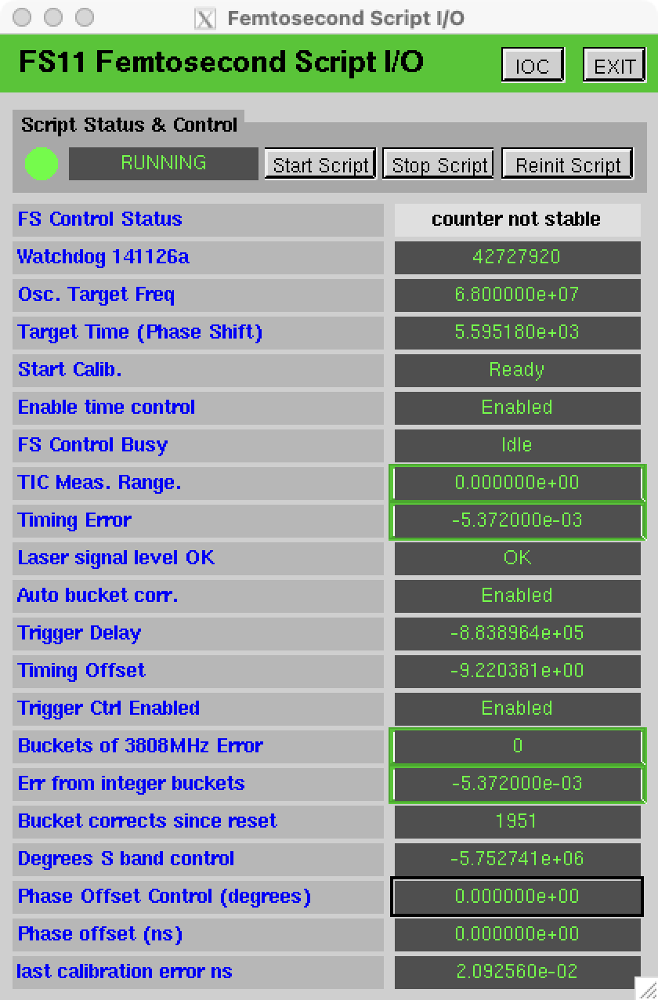 Femtosecond Script I/O
FS11 Femtosecond Script I/O IOC EXIT
Script Status & Control
RUNNING Start Script Stop Script Reinit Script
FS Control Status counter not stable
Watchdog 141126a 42727920
Osc. Target Freq 6.800000e+07
Target Time (Phase Shift) 5.595180e+03
Start Calib. Ready
Enable time control Enabled
FS Control Busy Idle
TIC Meas. Range. 0.000000e+00
Timing Error -5.372000e-03
Laser signal level OK OK
Auto bucket corr. Enabled
Trigger Delay -8.838964e+05
Timing Offset -9.220381e+00
Trigger Ctrl Enabled Enabled
Buckets of 3808MHz Error 0
Err from integer buckets -5.372000e-03
Bucket corrects since reset 1951
Degrees S band control -5.752741e+06
Phase Offset Control (degrees) 0.000000e+00
Phase offset (ns) 0.000000e+00
last calibration error ns 2.092560e-02